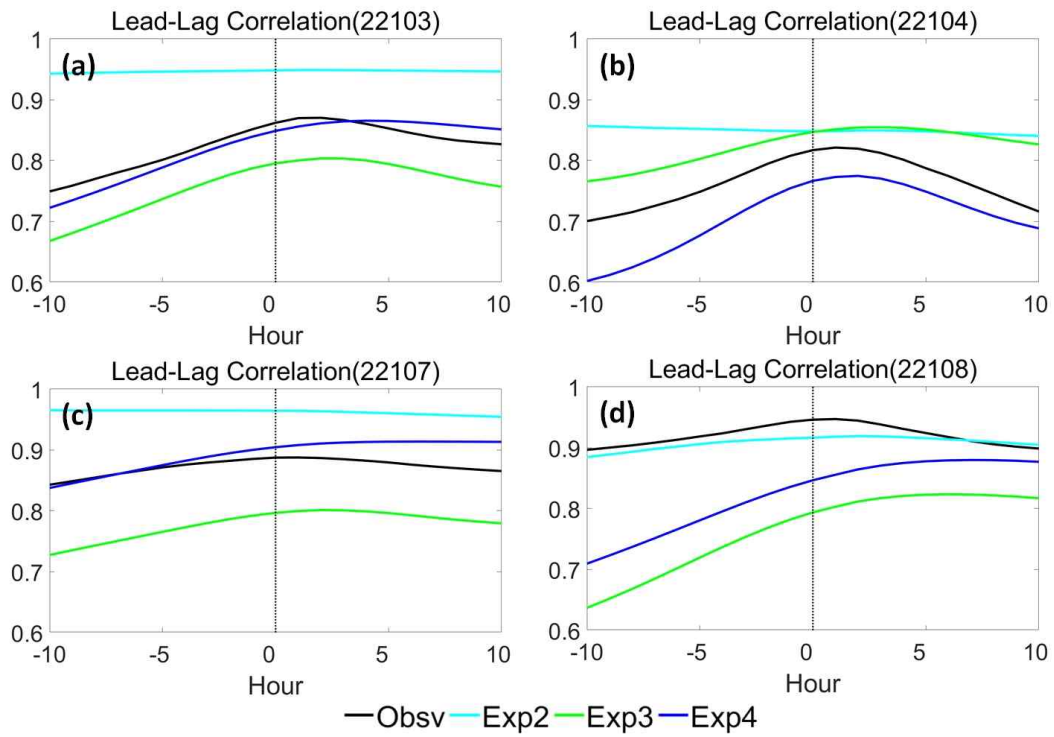 Lead-Lag Correlation(22103)
(a)
1
0.9
0.8
0.7
0.6
-10 -5 0 5 10
Hour
Lead-Lag Correlation(22104)
(b)
1
0.9
0.8
0.7
0.6
-10 -5 0 5 10
Hour
Lead-Lag Correlation(22107)
(c)
1
0.9
0.8
0.7
0.6
-10 -5 0 5 10
Hour
Lead-Lag Correlation(22108)
(d)
1
0.9
0.8
0.7
0.6
-10 -5 0 5 10
Hour
Obsv Exp2 Exp3 Exp4